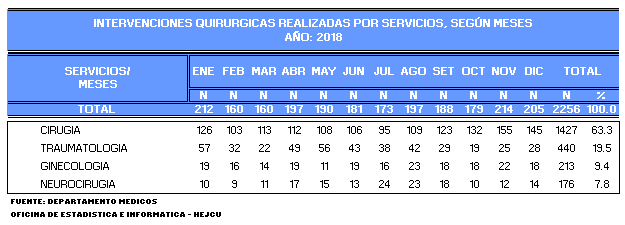 INTERVENCIONES QUIRURGICAS REALIZADAS POR SERVICIOS, SEGÚN MESES
AÑO: 2018
SERVICIOS/ MESES ENE FEB MAR ABR MAY JUN JUL AGO SET OCT NOV DIC TOTAL
N N N N N N N N N N N N N %
TOTAL 212 160 160 197 190 181 173 197 188 179 214 205 2256 100.0
CIRUGIA 126 103 113 112 108 106 95 109 123 132 155 145 1427 63.3
TRAUMATOLOGIA 57 32 22 49 56 43 38 42 29 19 25 28 440 19.5
GINECOLOGIA 19 16 14 19 11 19 16 23 18 18 22 18 213 9.4
NEUROCIRUGIA 10 9 11 17 15 13 24 23 18 10 12 14 176 7.8
FUENTE: DEPARTAMENTO MEDICOS
OFICINA DE ESTADISTICA E INFORMATICA - HEJCU